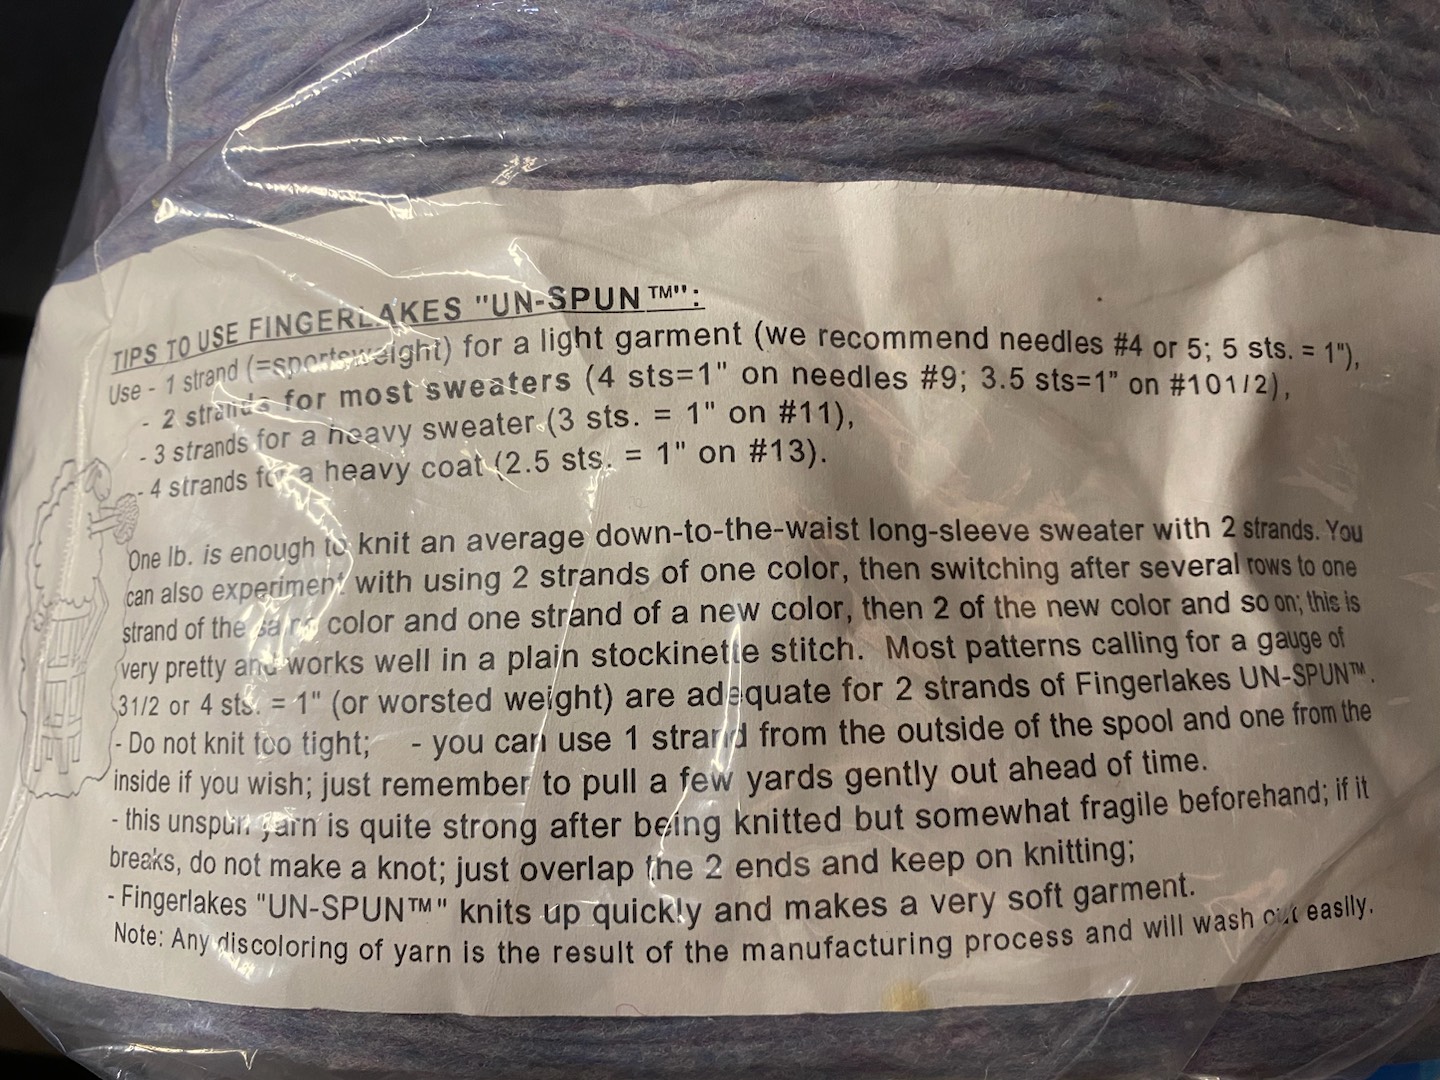 TIPS TO USE FINGERLAKES "UN-SPUN™":
Use - 1 strand (=sportsweight) for a light garment (we recommend needles #4 or 5; 5 sts. = 1"),
- 2 strands for most sweaters (4 sts=1" on needles #9; 3.5 sts=1" on #101/2),
- 3 strands for a heavy sweater (3 sts. = 1" on #11),
- 4 strands for a heavy coat (2.5 sts. = 1" on #13).
One lb. is enough to knit an average down-to-the-waist long-sleeve sweater with 2 strands. You
can also experiment with using 2 strands of one color, then switching after several rows to one
strand of the same color and one strand of a new color, then 2 of the new color and so on; this is
very pretty and works well in a plain stockinette stitch. Most patterns calling for a gauge of
31/2 or 4 sts. = 1" (or worsted weight) are adequate for 2 strands of Fingerlakes UN-SPUN™.
- Do not knit too tight; - you can use 1 strand from the outside of the spool and one from the
inside if you wish; just remember to pull a few yards gently out ahead of time.
- this unspun yarn is quite strong after being knitted but somewhat fragile beforehand; if it
breaks, do not make a knot; just overlap the 2 ends and keep on knitting;
- Fingerlakes "UN-SPUN™" knits up quickly and makes a very soft garment.
Note: Any discoloring of yarn is the result of the manufacturing process and will wash out easily.